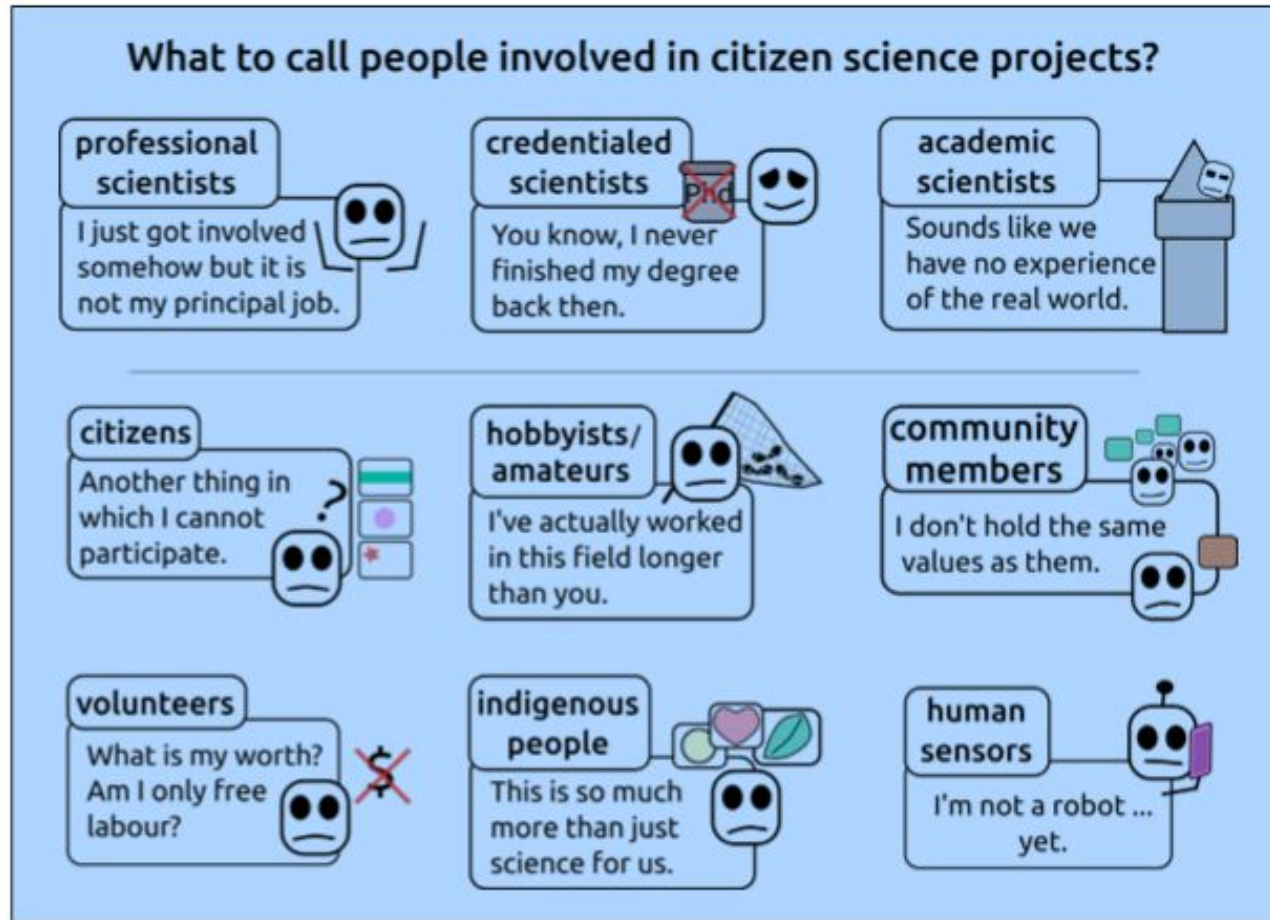 What to call people involved in citizen science projects?
professional
scientists
I just got involved
somehow but it is
not my principal job.
credentialed
scientists
Phd
You know, I never
finished my degree
back then.
academic
scientists
Sounds like we
have no experience
of the real world.
citizens
Another thing in
which I cannot
participate.
?
hobbyists/
amateurs
I've actually worked
in this field longer
than you.
community
members
I don't hold the same
values as them.
volunteers
What is my worth?
Am I only free
labour?
$
indigenous
people
This is so much
more than just
science for us.
human
sensors
I'm not a robot ...
yet.